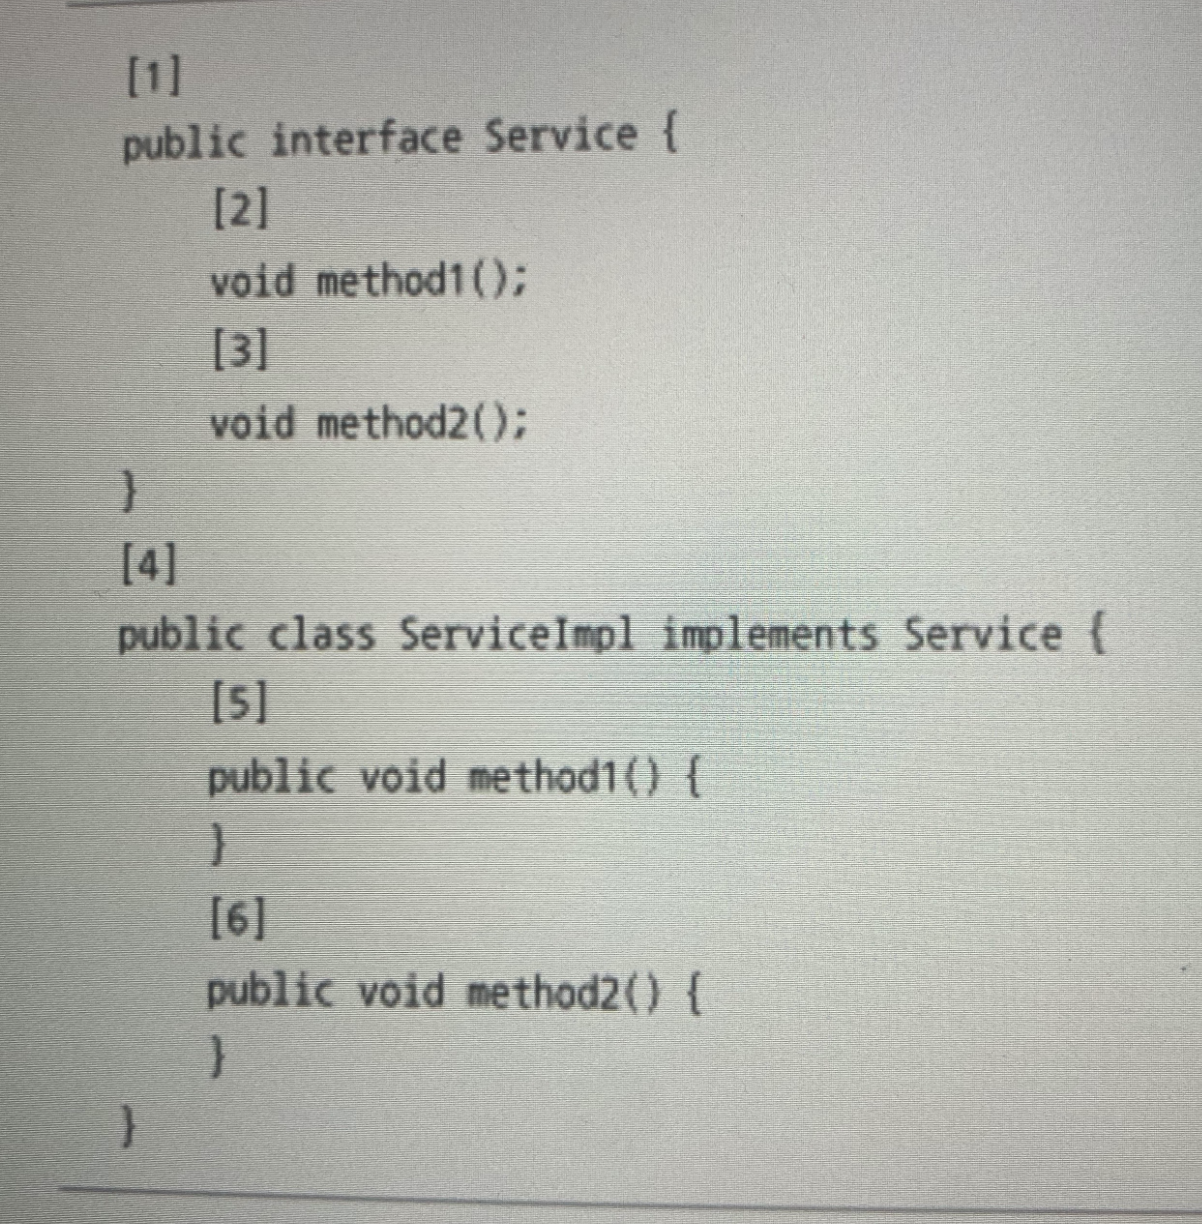 [1]
public interface Service {
[2]
void method1();
[3]
void method2();
}
[4]
public class ServiceImpl implements Service {
[5]
public void method1() {
}
[6]
public void method2() {
}
}